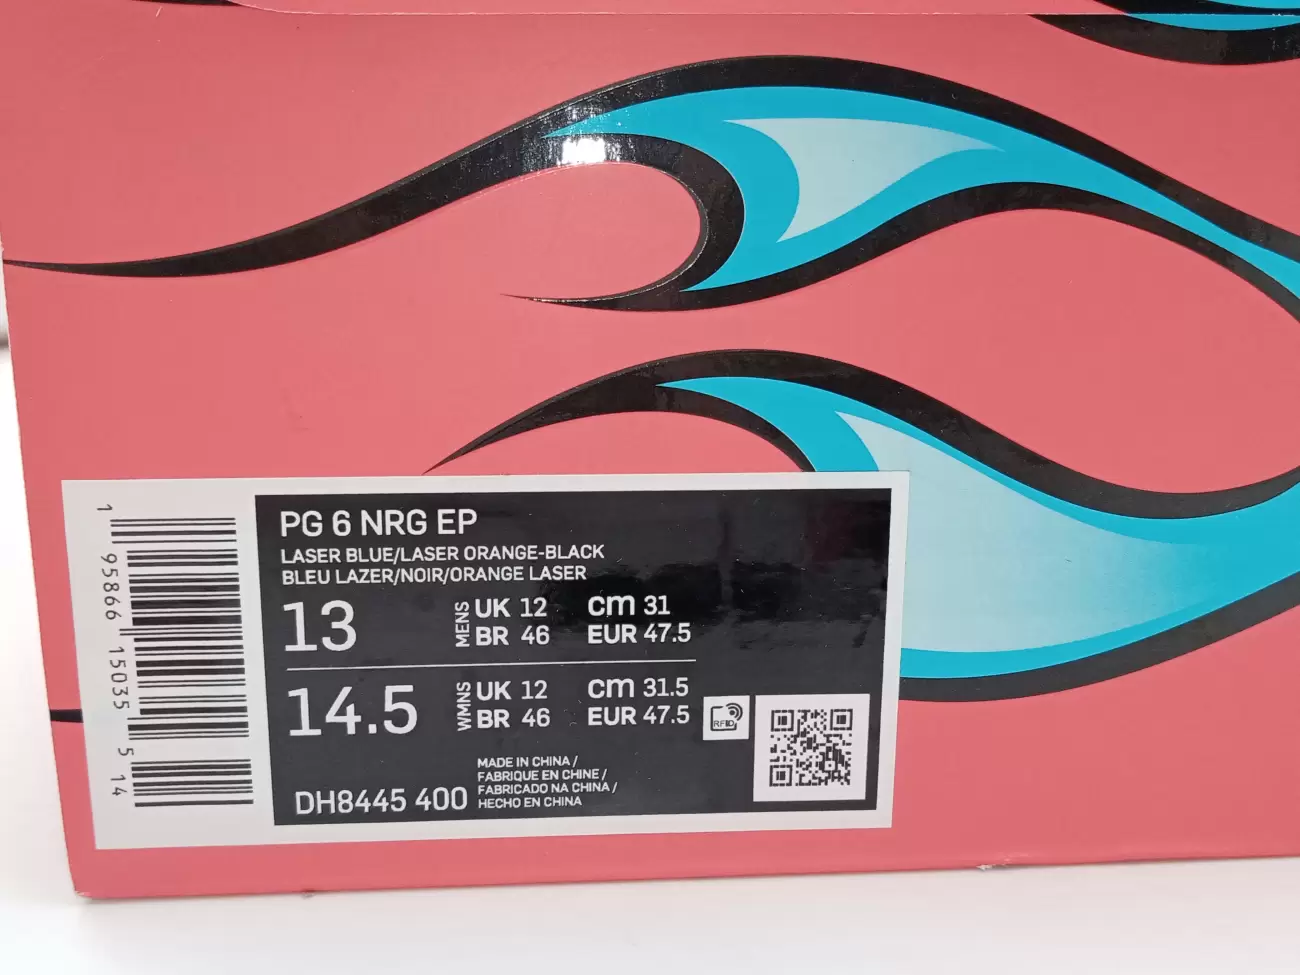 1 95866 15035 5 14
PG 6 NRG EP
LASER BLUE/LASER ORANGE-BLACK
BLEU LAZER/NOIR/ORANGE LASER
13 MENS UK 12 cm 31
BR 46 EUR 47.5
14.5 WMNS UK 12 cm 31.5
BR 46 EUR 47.5
RFID
MADE IN CHINA /
FABRIQUE EN CHINE /
FABRICADO NA CHINA /
HECHO EN CHINA
DH8445 400